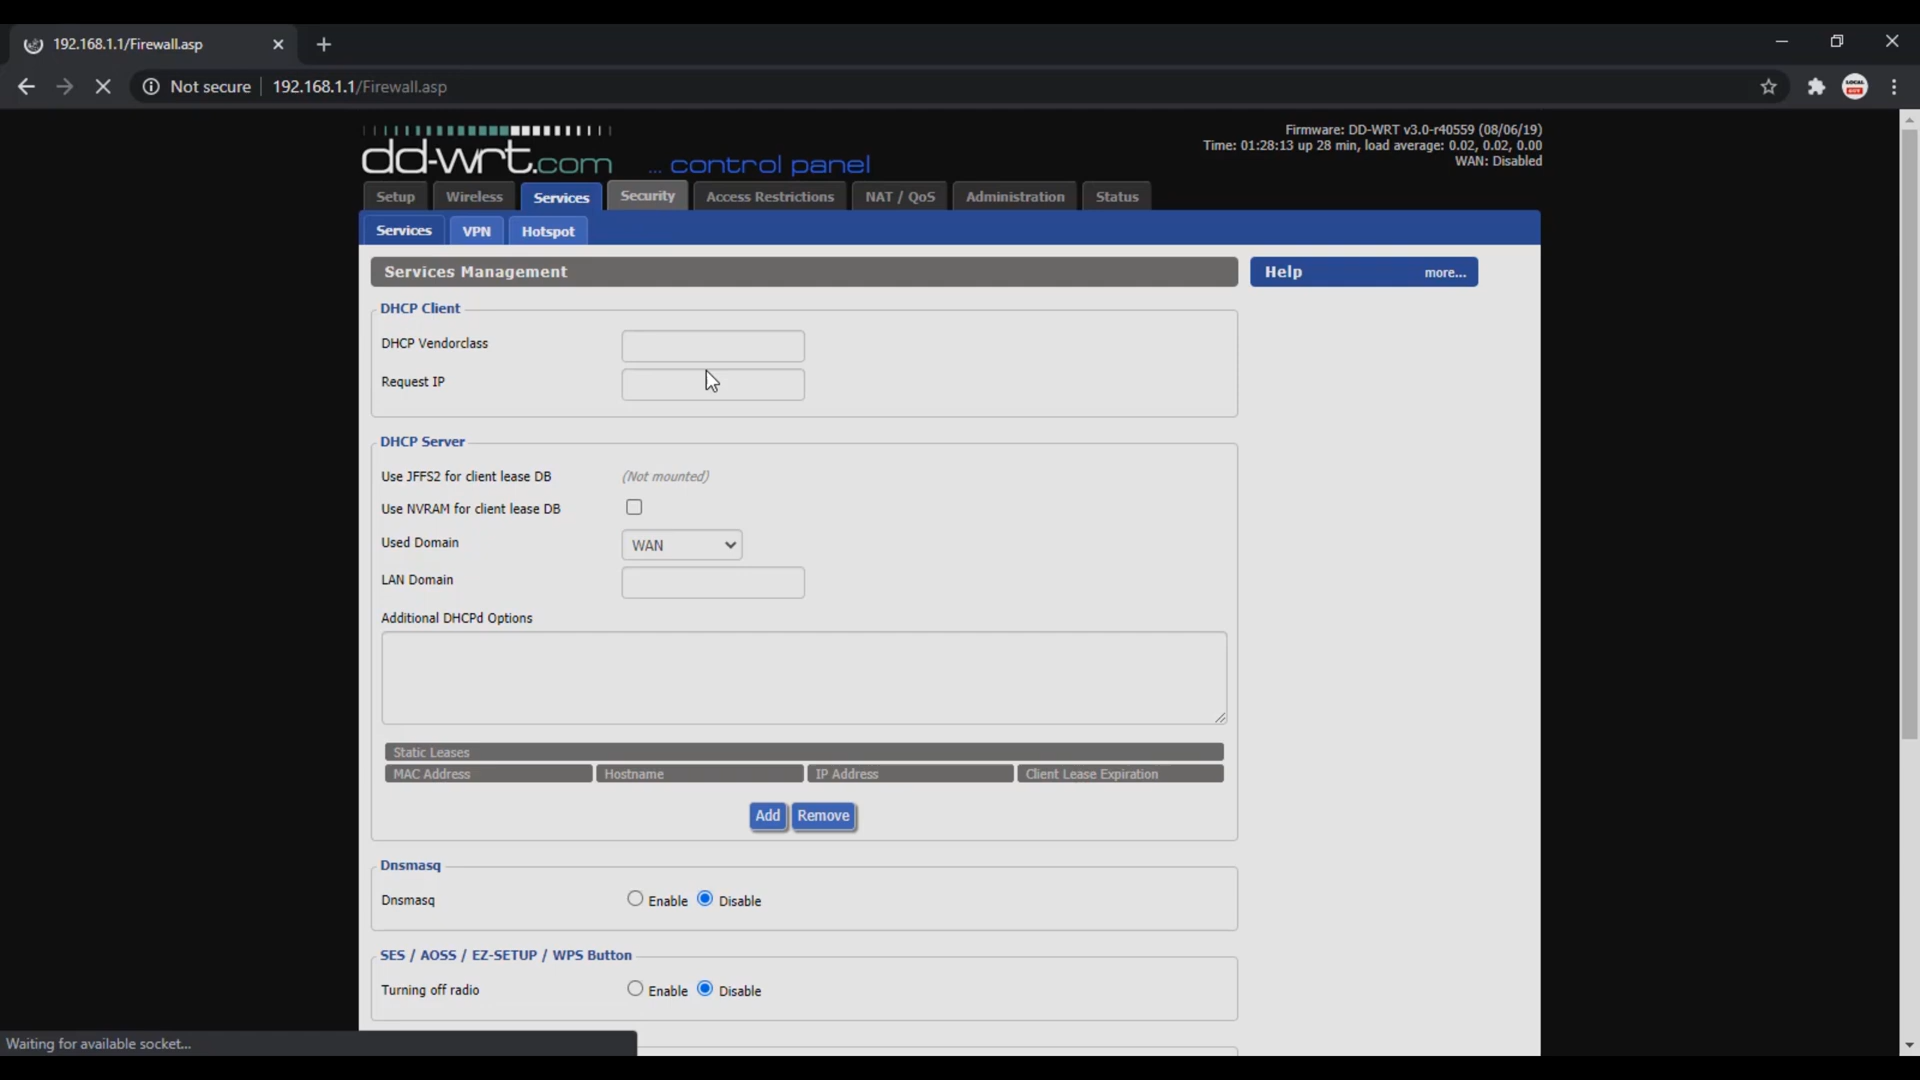 192.168.1.1/Firewall.asp
Not secure 192.168.1.1/Firewall.asp
dd-wrt.com ... control panel
Firmware: DD-WRT v3.0-r40559 (08/06/19)
Time: 01:28:13 up 28 min, load average: 0.02, 0.02, 0.00
WAN: Disabled
Setup Wireless Services Security Access Restrictions NAT / QoS Administration Status
Services VPN Hotspot
Services Management
Help more...
DHCP Client
DHCP Vendorclass
Request IP
DHCP Server
Use JFFS2 for client lease DB (Not mounted)
Use NVRAM for client lease DB
Used Domain WAN
LAN Domain
Additional DHCPd Options
Static Leases
MAC Address Hostname IP Address Client Lease Expiration
Add Remove
Dnsmasq
Dnsmasq Enable Disable
SES / AOSS / EZ-SETUP / WPS Button
Turning off radio Enable Disable
Waiting for available socket...